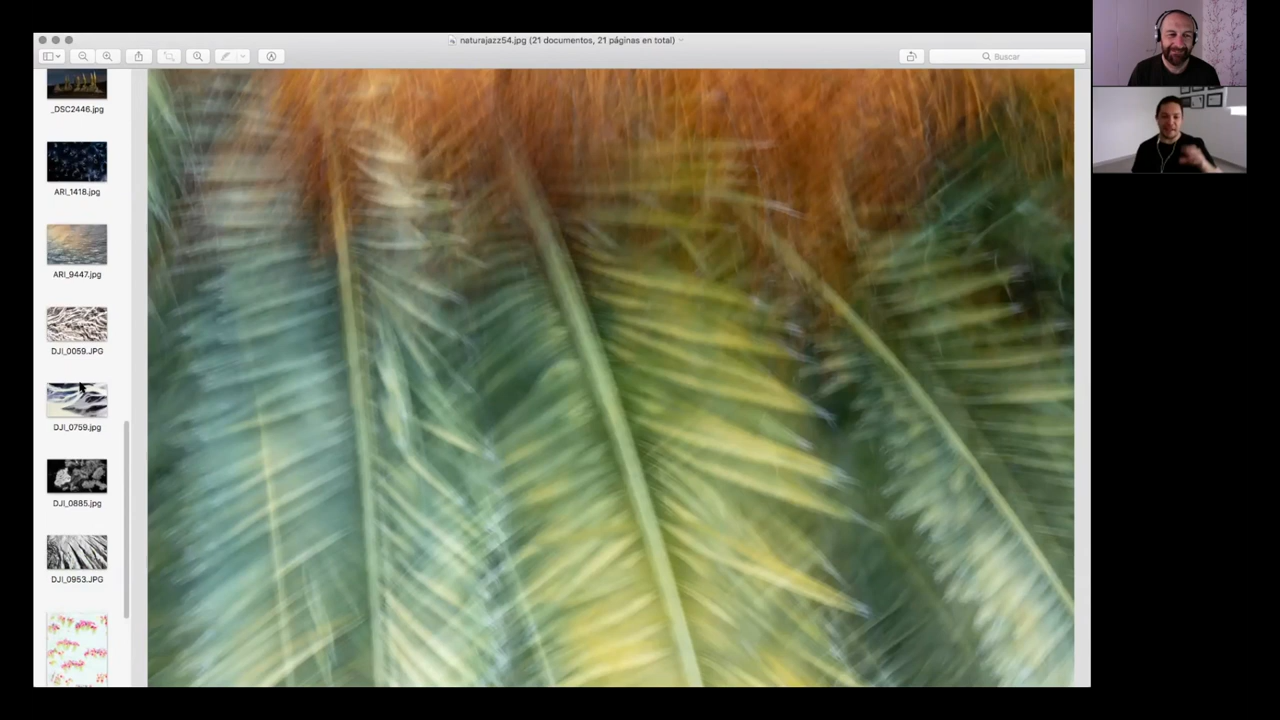 naturajazz54.jpg (21 documentos, 21 páginas en total)
Buscar
_DSC2446.jpg
ARI_1418.jpg
ARI_9447.jpg
DJI_0059.JPG
DJI_0759.jpg
DJI_0885.jpg
DJI_0953.JPG